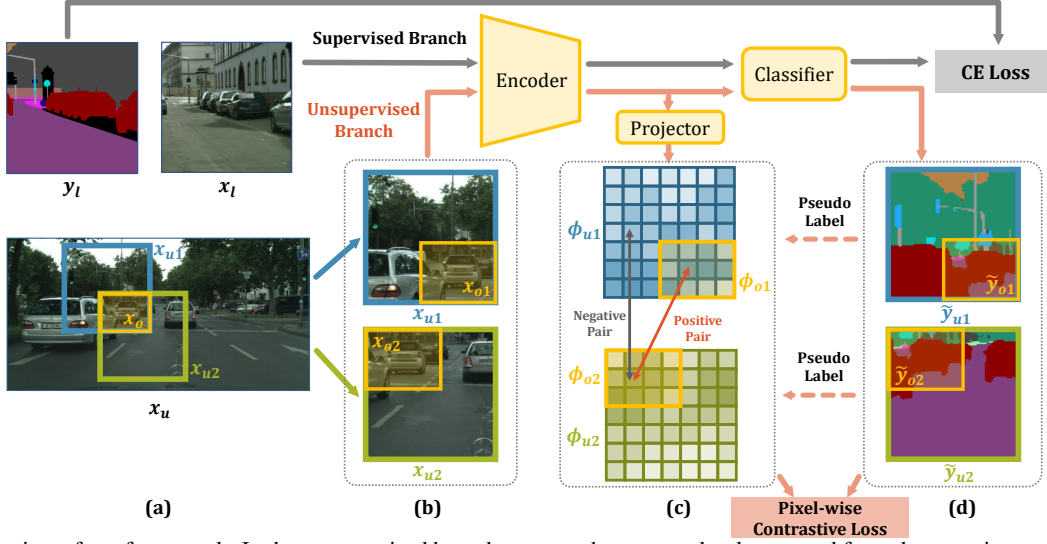 Supervised Branch
Encoder
Classifier
CE Loss
Unsupervised
Branch
Projector
y_l
x_l
x_u1
x_o
x_u2
x_u
x_o1
x_u1
x_o2
x_u2
ϕ_u1
ϕ_o1
Negative
Pair
Positive
Pair
ϕ_o2
ϕ_u2
Pseudo
Label
Pseudo
Label
ỹ_o1
ỹ_u1
ỹ_o2
ỹ_u2
(a)
(b)
(c)
(d)
Pixel-wise
Contrastive Loss